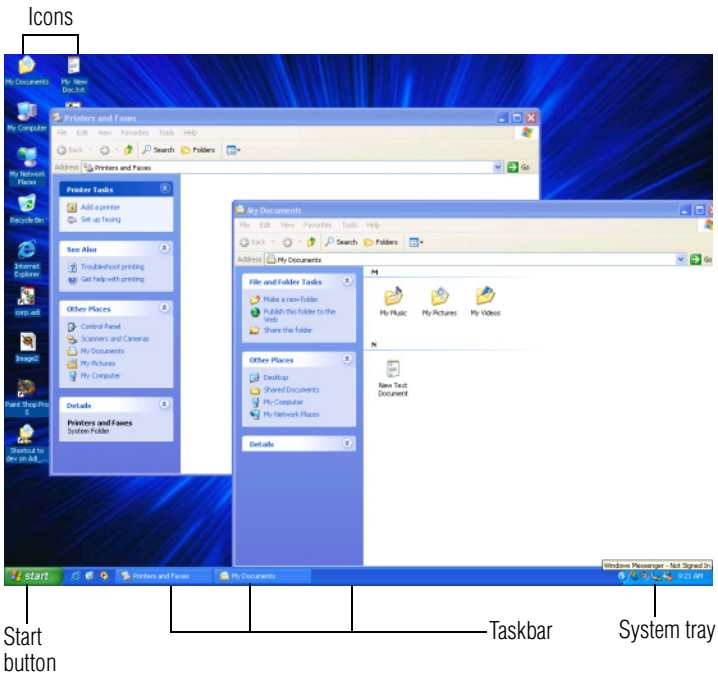 Icons
My Documents
My New Doc.txt
My Computer
My Network Places
Recycle Bin
Internet Explorer
corp.adi
Image2
Paint Shop Pro 5
Shortcut to dev on Adi_...
Printers and Faxes
File Edit View Favorites Tools Help
Back Search Folders
Address Printers and Faxes Go
Printer Tasks
Add a printer
Set up faxing
See Also
Troubleshoot printing
Get help with printing
Other Places
Control Panel
Scanners and Cameras
My Documents
My Pictures
My Computer
Details
Printers and Faxes
System Folder
My Documents
File Edit View Favorites Tools Help
Back Search Folders
Address My Documents Go
File and Folder Tasks
Make a new folder
Publish this folder to the Web
Share this folder
Other Places
Desktop
Shared Documents
My Computer
My Network Places
Details
M
My Music My Pictures My Videos
N
New Text Document
Windows Messenger - Not Signed In
start Printers and Faxes My Documents 9:21 AM
Start button
Taskbar
System tray